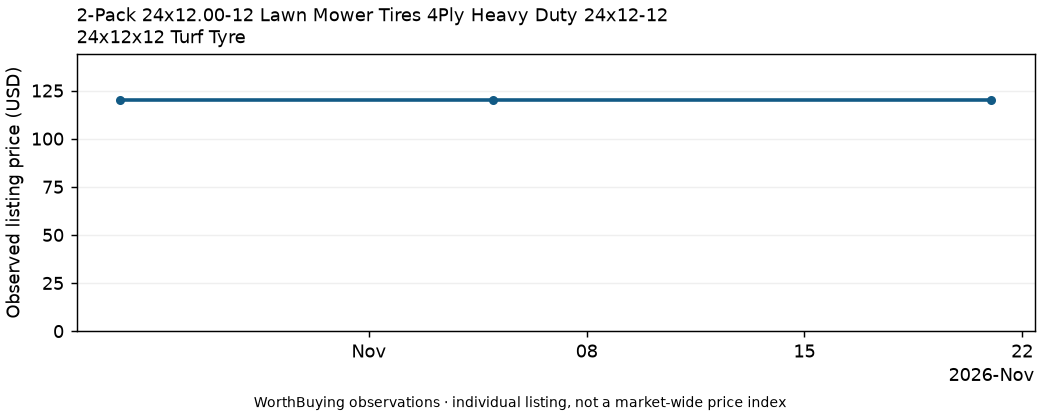 2-Pack 24x12.00-12 Lawn Mower Tires 4Ply Heavy Duty 24x12-12
24x12x12 Turf Tyre
Observed listing price (USD)
125
100
75
50
25
0
Nov
08
15
22
2026-Nov
WorthBuying observations · individual listing, not a market-wide price index